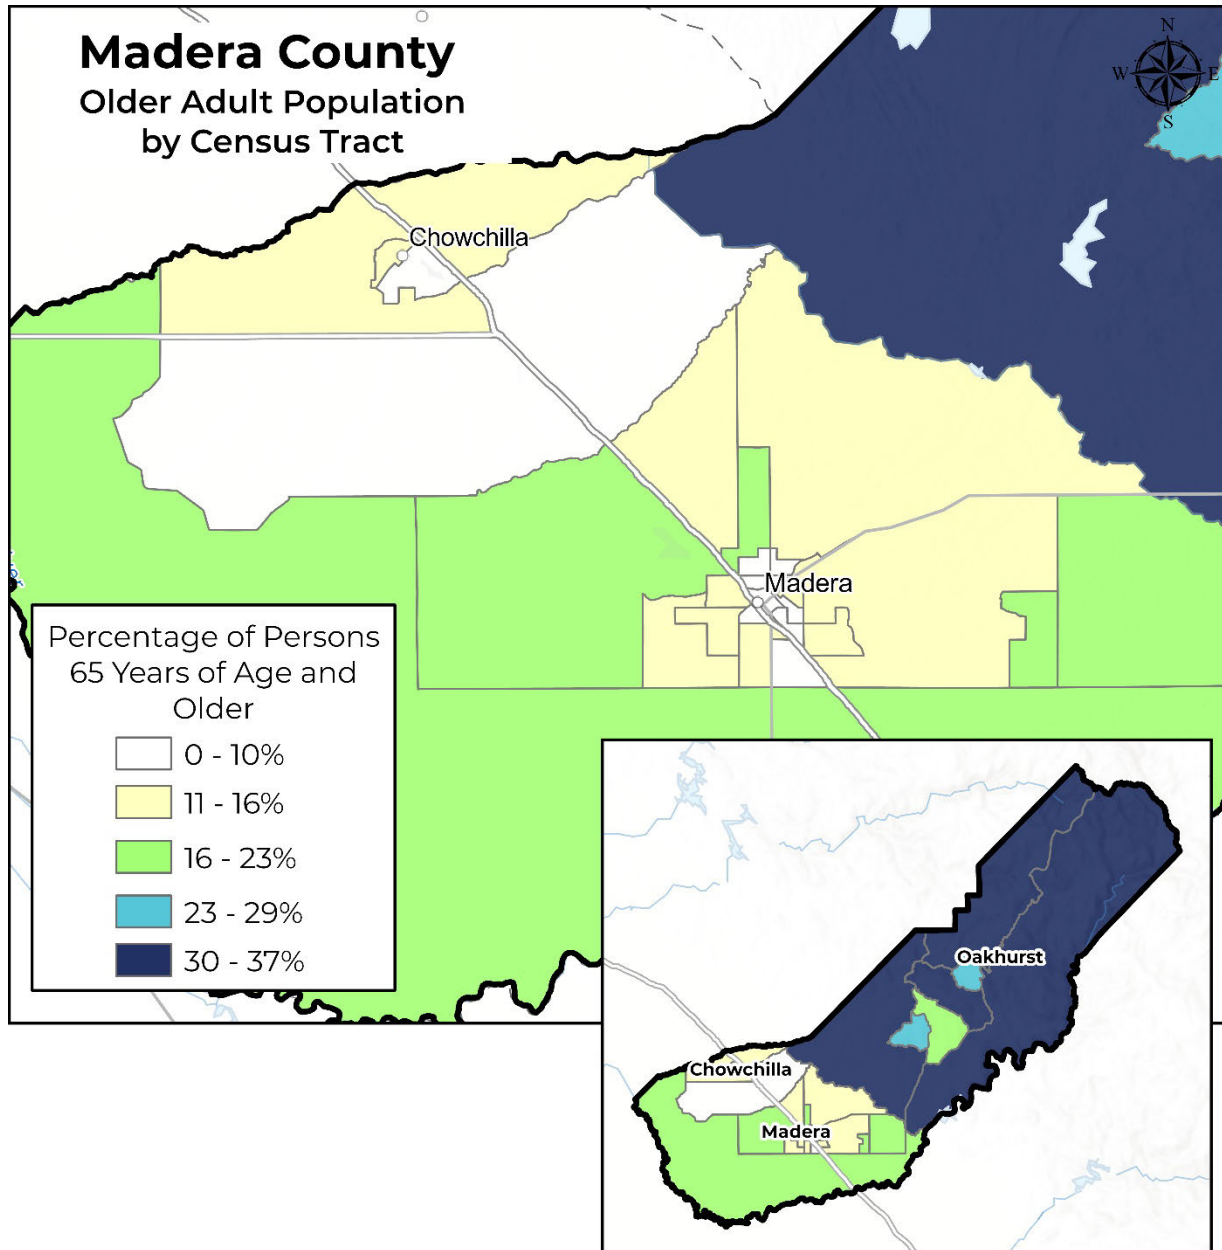 Madera County
Older Adult Population
by Census Tract
N
W
E
S
Chowchilla
Madera
Percentage of Persons
65 Years of Age and
Older
0 - 10%
11 - 16%
16 - 23%
23 - 29%
30 - 37%
Oakhurst
Chowchilla
Madera